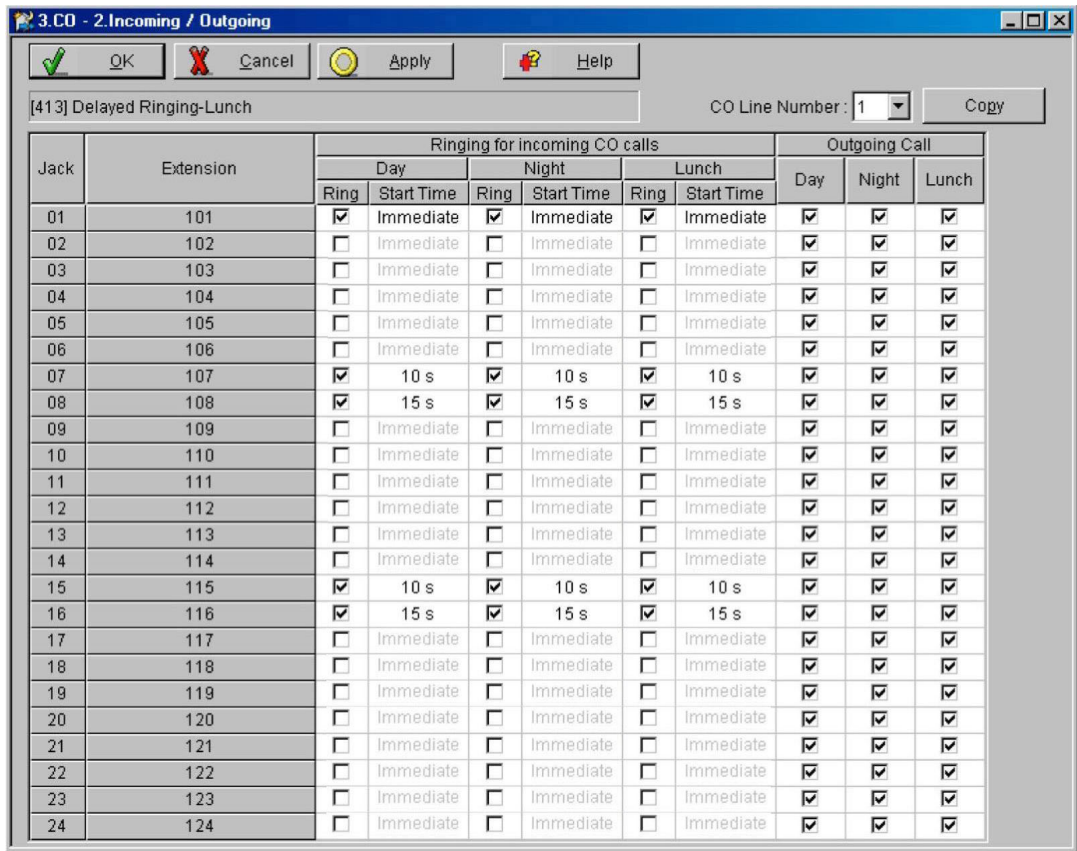 3.CO - 2.Incoming / Outgoing
OK Cancel Apply Help
[413] Delayed Ringing-Lunch CO Line Number : 1 Copy
Ringing for incoming CO calls Outgoing Call
Jack Extension Day Night Lunch Day Night Lunch
Ring Start Time Ring Start Time Ring Start Time
01 101 Immediate Immediate Immediate
02 102 Immediate Immediate Immediate
03 103 Immediate Immediate Immediate
04 104 Immediate Immediate Immediate
05 105 Immediate Immediate Immediate
06 106 Immediate Immediate Immediate
07 107 10 s 10 s 10 s
08 108 15 s 15 s 15 s
09 109 Immediate Immediate Immediate
10 110 Immediate Immediate Immediate
11 111 Immediate Immediate Immediate
12 112 Immediate Immediate Immediate
13 113 Immediate Immediate Immediate
14 114 Immediate Immediate Immediate
15 115 10 s 10 s 10 s
16 116 15 s 15 s 15 s
17 117 Immediate Immediate Immediate
18 118 Immediate Immediate Immediate
19 119 Immediate Immediate Immediate
20 120 Immediate Immediate Immediate
21 121 Immediate Immediate Immediate
22 122 Immediate Immediate Immediate
23 123 Immediate Immediate Immediate
24 124 Immediate Immediate Immediate